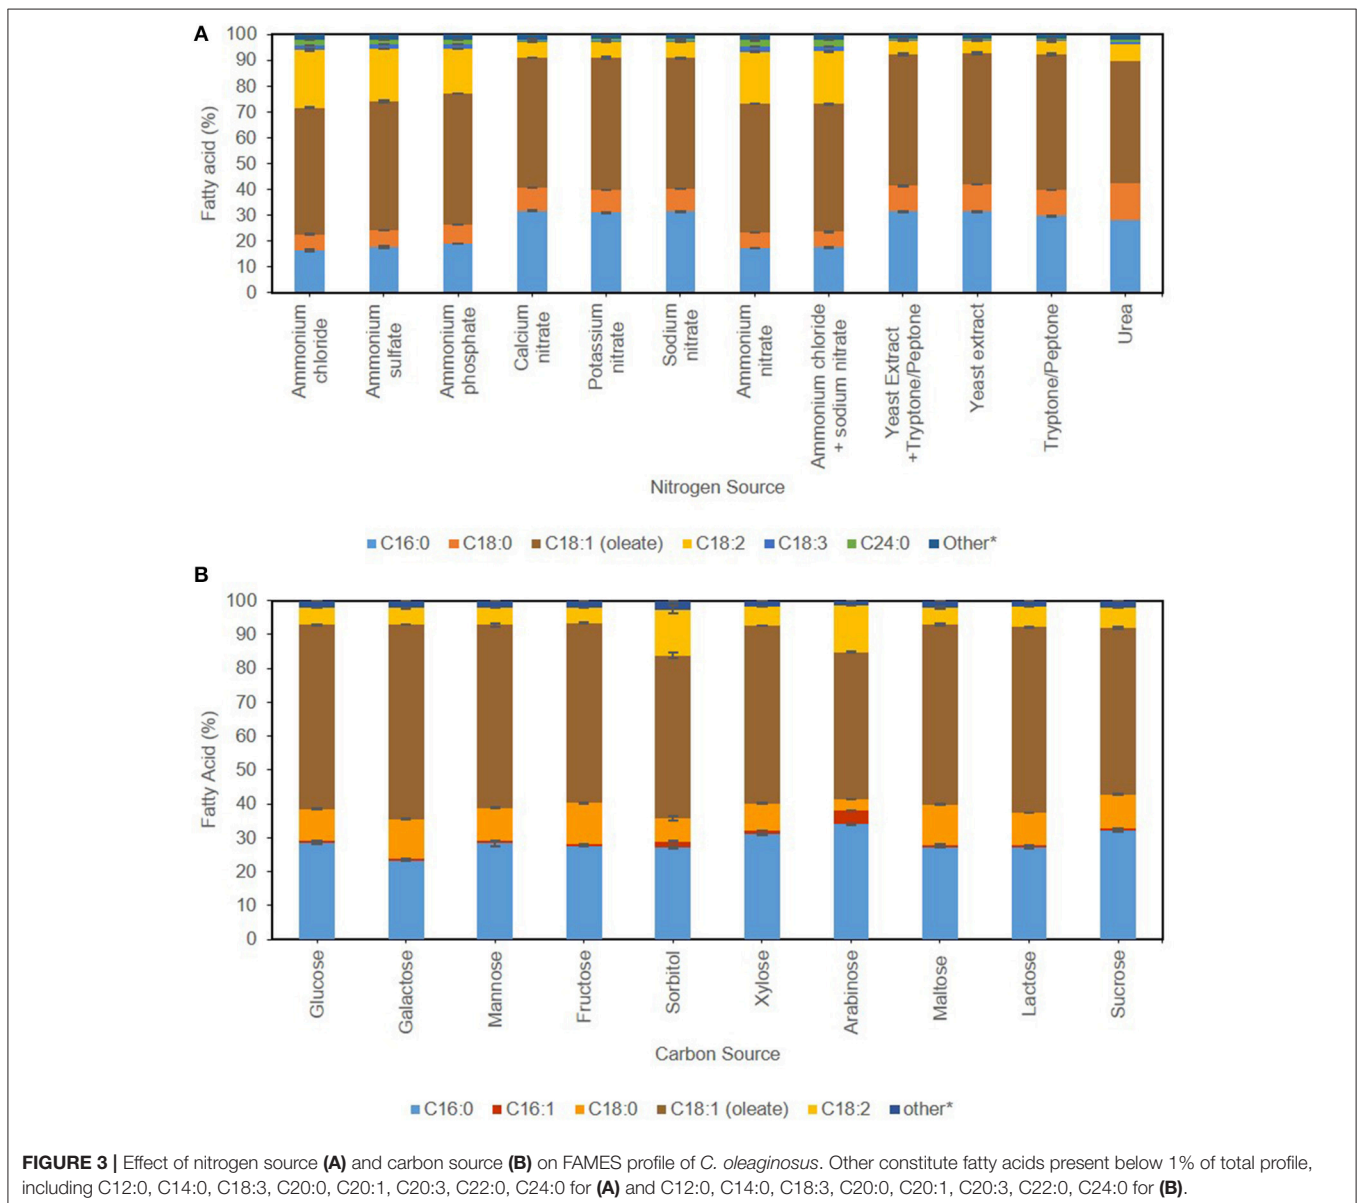 A
100
90
80
70
60
50
40
30
20
10
0
Fatty acid (%)
Ammonium
chloride
Ammonium
sulfate
Ammonium
phosphate
Calcium
nitrate
Potassium
nitrate
Sodium
nitrate
Ammonium
nitrate
Ammonium chloride
+ sodium nitrate
Yeast Extract
+Tryptone/Peptone
Yeast extract
Tryptone/Peptone
Urea
Nitrogen Source
C16:0 C18:0 C18:1 (oleate) C18:2 C18:3 C24:0 Other*
B
100
90
80
70
60
50
40
30
20
10
0
Fatty Acid (%)
Glucose
Galactose
Mannose
Fructose
Sorbitol
Xylose
Arabinose
Maltose
Lactose
Sucrose
Carbon Source
C16:0 C16:1 C18:0 C18:1 (oleate) C18:2 other*
FIGURE 3 | Effect of nitrogen source (A) and carbon source (B) on FAMES profile of C. oleaginosus. Other constitute fatty acids present below 1% of total profile,
including C12:0, C14:0, C18:3, C20:0, C20:1, C20:3, C22:0, C24:0 for (A) and C12:0, C14:0, C18:3, C20:0, C20:1, C20:3, C22:0, C24:0 for (B).